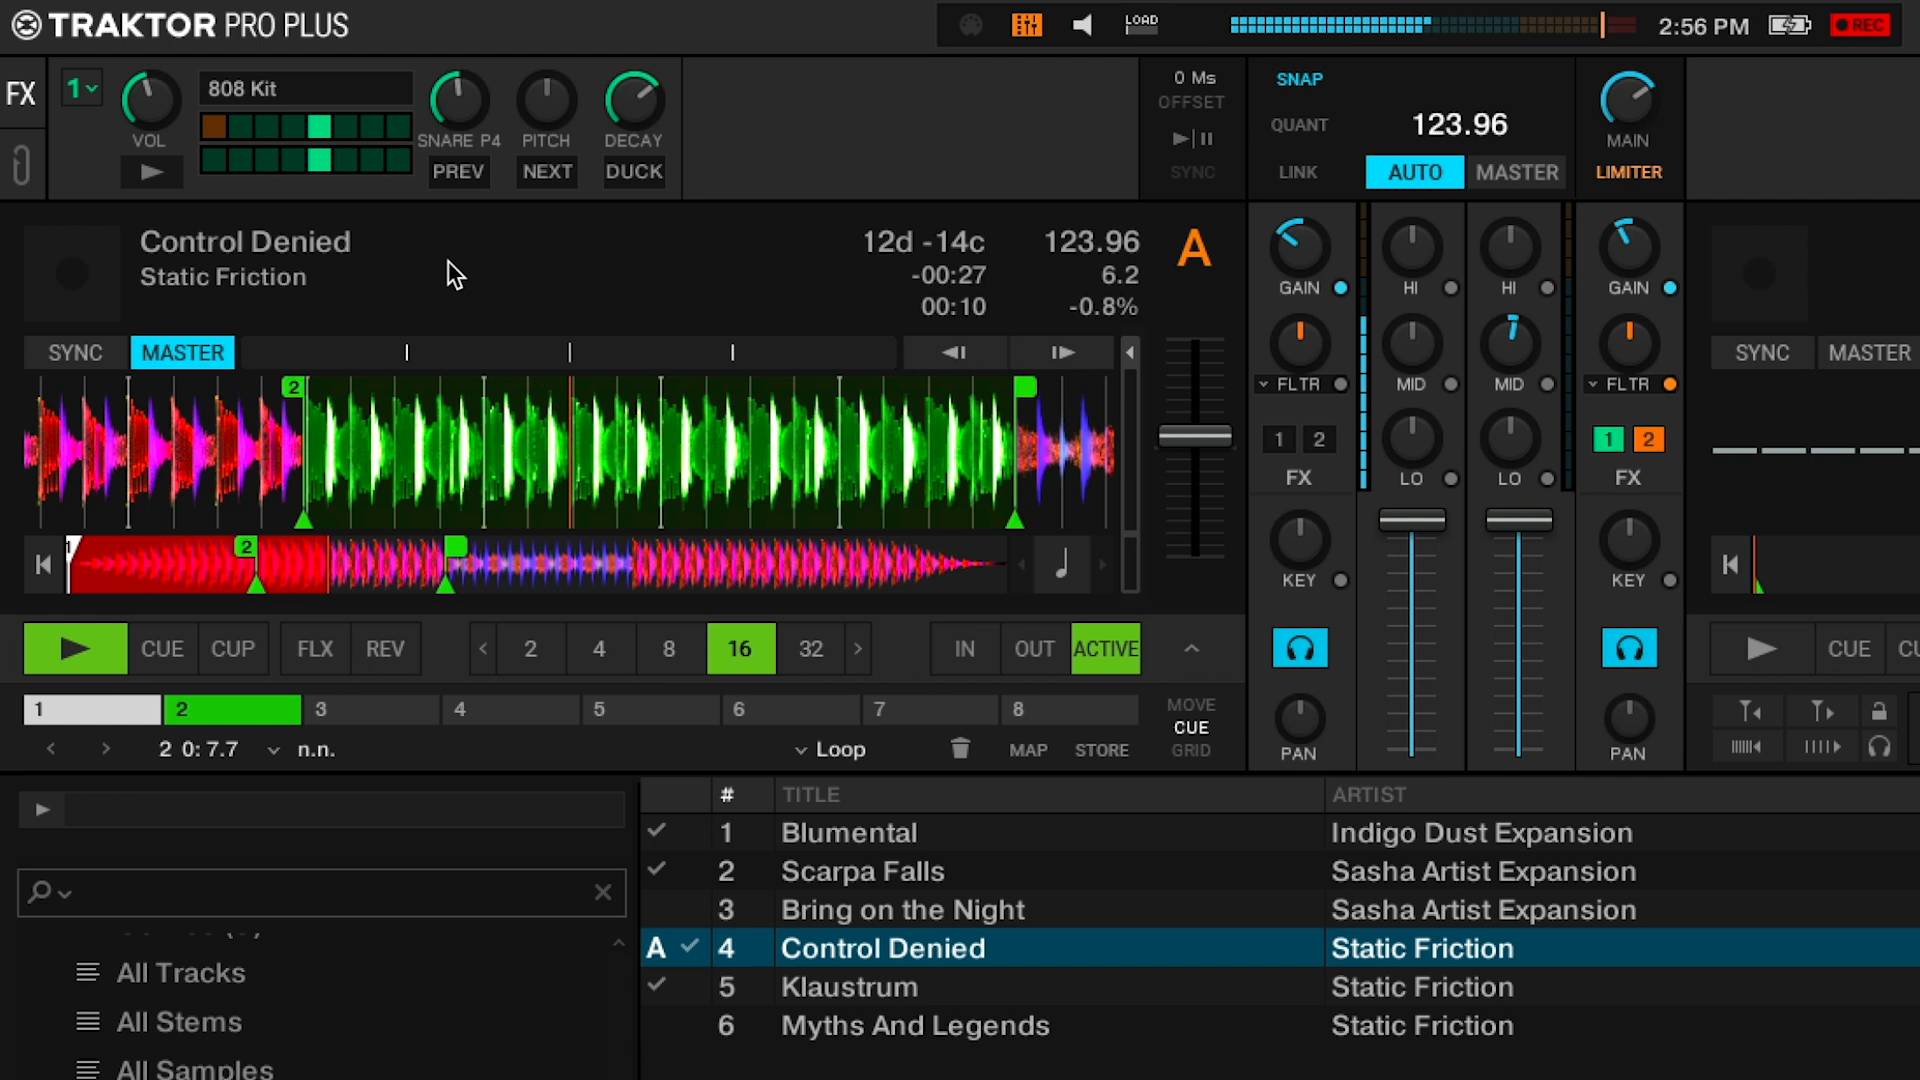 TRAKTOR PRO PLUS
LOAD
2:56 PM
REC
FX
1
VOL
808 Kit
SNARE P4
PITCH
DECAY
PREV
NEXT
DUCK
0 Ms
OFFSET
SYNC
SNAP
QUANT
LINK
123.96
AUTO
MASTER
MAIN
LIMITER
Control Denied
Static Friction
12d -14c
-00:27
00:10
123.96
6.2
-0.8%
A
SYNC
MASTER
2
1
2
CUE
CUP
FLX
REV
2
4
8
16
32
IN
OUT
ACTIVE
1
2
3
4
5
6
7
8
2 0: 7.7
n.n.
Loop
MAP
STORE
MOVE
CUE
GRID
GAIN
HI
HI
GAIN
FLTR
MID
MID
FLTR
1
2
FX
LO
LO
1
2
FX
KEY
KEY
PAN
PAN
SYNC
MASTER
CUE
CU
#
TITLE
ARTIST
1
Blumental
Indigo Dust Expansion
2
Scarpa Falls
Sasha Artist Expansion
3
Bring on the Night
Sasha Artist Expansion
A
4
Control Denied
Static Friction
5
Klaustrum
Static Friction
6
Myths And Legends
Static Friction
All Tracks
All Stems
All Samples